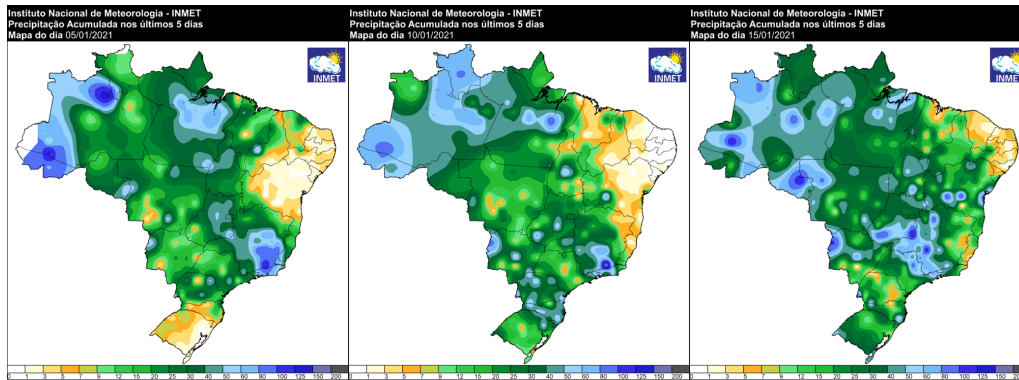 Instituto Nacional de Meteorologia - INMET
Precipitação Acumulada nos últimos 5 dias
Mapa do dia 05/01/2021
INMET
0 1 3 5 7 9 12 15 20 25 30 40 50 60 80 100 125 150 200
Instituto Nacional de Meteorologia - INMET
Precipitação Acumulada nos últimos 5 dias
Mapa do dia 10/01/2021
INMET
0 1 3 5 7 9 12 15 20 25 30 40 50 60 80 100 125 150 200
Instituto Nacional de Meteorologia - INMET
Precipitação Acumulada nos últimos 5 dias
Mapa do dia 15/01/2021
INMET
0 1 3 5 7 9 12 15 20 25 30 40 50 60 80 100 125 150 20